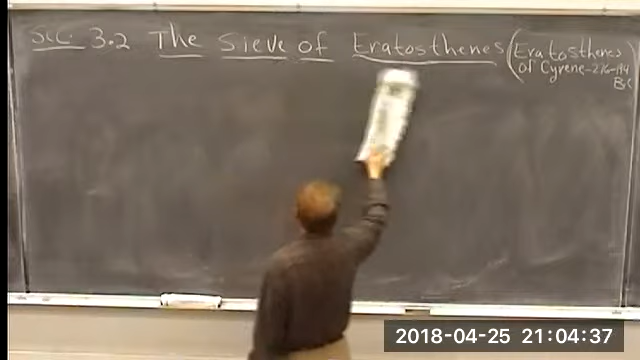 Sec. 3.2 The Sieve of Eratosthenes (Eratosthenes
of Cyrene-276-194
BC
2018-04-25 21:04:37